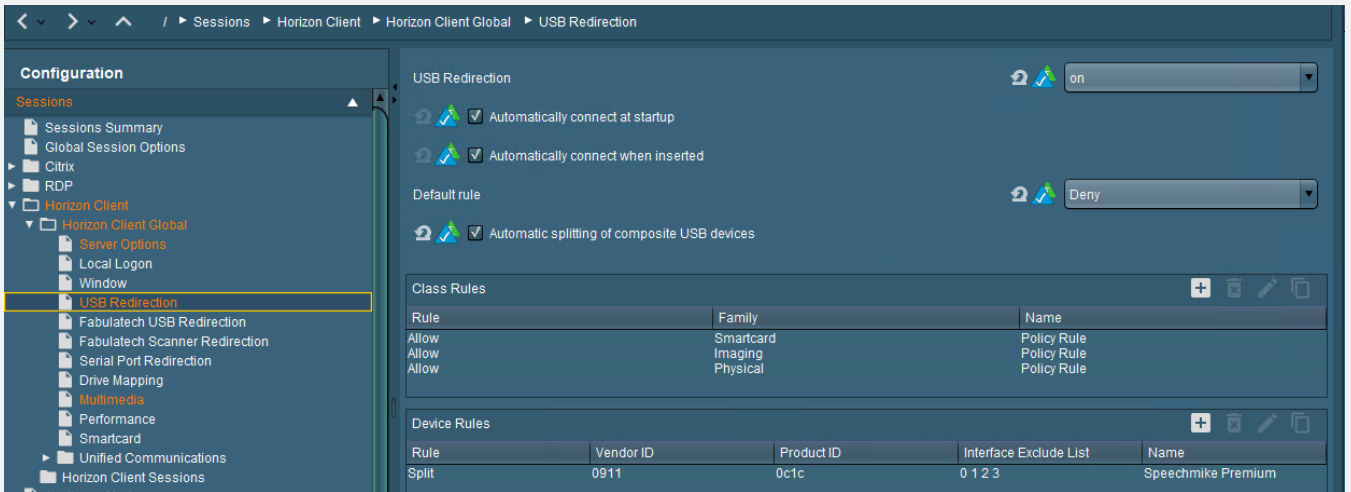 / Sessions Horizon Client Horizon Client Global USB Redirection
Configuration
Sessions
Sessions Summary
Global Session Options
Citrix
RDP
Horizon Client
Horizon Client Global
Server Options
Local Logon
Window
USB Redirection
Fabulatech USB Redirection
Fabulatech Scanner Redirection
Serial Port Redirection
Drive Mapping
Multimedia
Performance
Smartcard
Unified Communications
Horizon Client Sessions
USB Redirection on
Automatically connect at startup
Automatically connect when inserted
Default rule Deny
Automatic splitting of composite USB devices
Class Rules
Rule Family Name
Allow Smartcard Policy Rule
Allow Imaging Policy Rule
Allow Physical Policy Rule
Device Rules
Rule Vendor ID Product ID Interface Exclude List Name
Split 0911 0c1c 0 1 2 3 Speechmike Premium